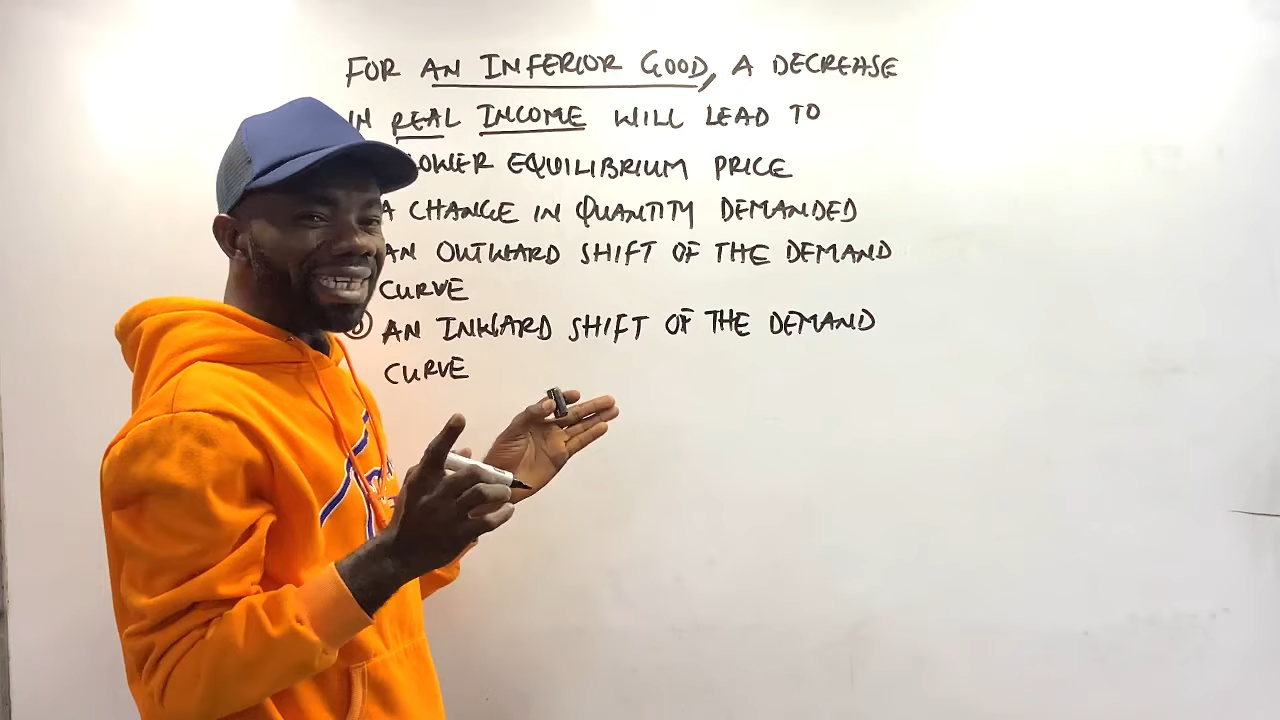 FOR AN INFERIOR GOOD, A DECREASE
IN REAL INCOME WILL LEAD TO
LOWER EQUILIBRIUM PRICE
A CHANGE IN QUANTITY DEMANDED
AN OUTWARD SHIFT OF THE DEMAND
CURVE
AN INWARD SHIFT OF THE DEMAND
CURVE